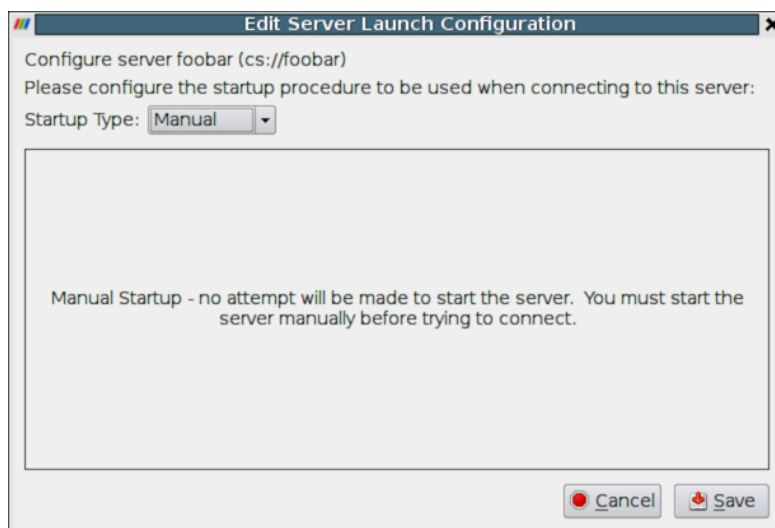 Edit Server Launch Configuration
Configure server foobar (cs://foobar)
Please configure the startup procedure to be used when connecting to this server:
Startup Type: Manual
Manual Startup - no attempt will be made to start the server.  You must start the
server manually before trying to connect.
Cancel Save